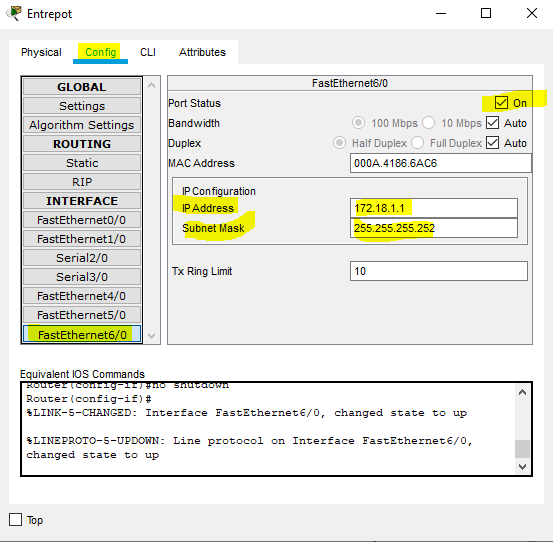 Entrepot
Physical Config CLI Attributes
GLOBAL
Settings
Algorithm Settings
ROUTING
Static
RIP
INTERFACE
FastEthernet0/0
FastEthernet1/0
Serial2/0
Serial3/0
FastEthernet4/0
FastEthernet5/0
FastEthernet6/0
FastEthernet6/0
Port Status On
Bandwidth 100 Mbps 10 Mbps Auto
Duplex Half Duplex Full Duplex Auto
MAC Address 000A.4186.6AC6
IP Configuration
IP Address 172.18.1.1
Subnet Mask 255.255.255.252
Tx Ring Limit 10
Equivalent IOS Commands
Router(config-if)#no shutdown
Router(config-if)#
%LINK-5-CHANGED: Interface FastEthernet6/0, changed state to up
%LINEPROTO-5-UPDOWN: Line protocol on Interface FastEthernet6/0,
changed state to up
Top